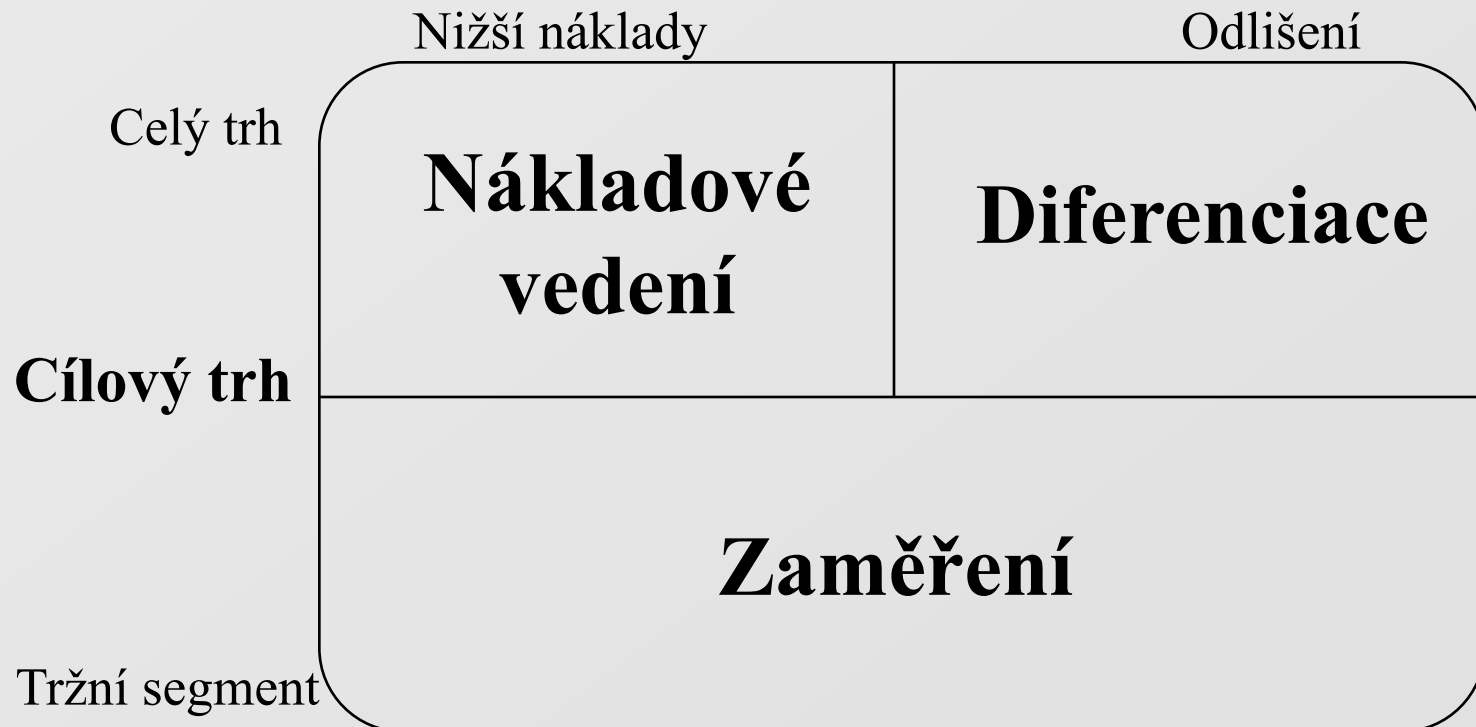 Nižší náklady
Odlišení
Celý trh
Nákladové
vedení
Diferenciace
Cílový trh
Zaměření
Tržní segment